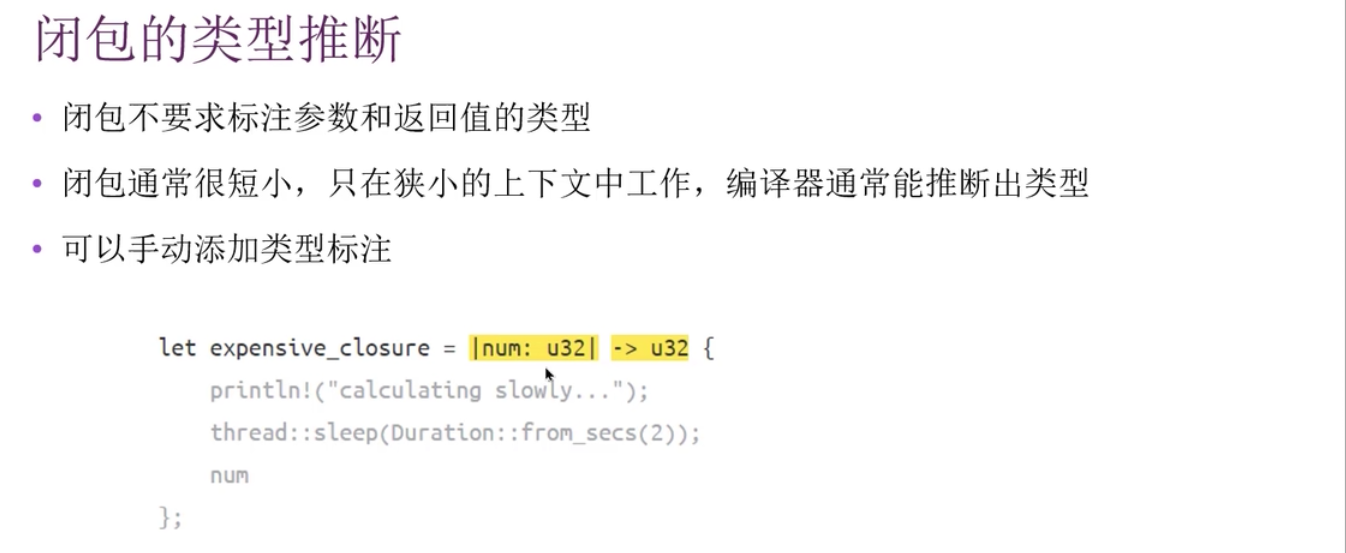 闭包的类型推断
• 闭包不要求标注参数和返回值的类型
• 闭包通常很短小，只在狭小的上下文中工作，编译器通常能推断出类型
• 可以手动添加类型标注
let expensive_closure = |num: u32| -> u32 {
    println!("calculating slowly...");
    thread::sleep(Duration::from_secs(2));
    num
};